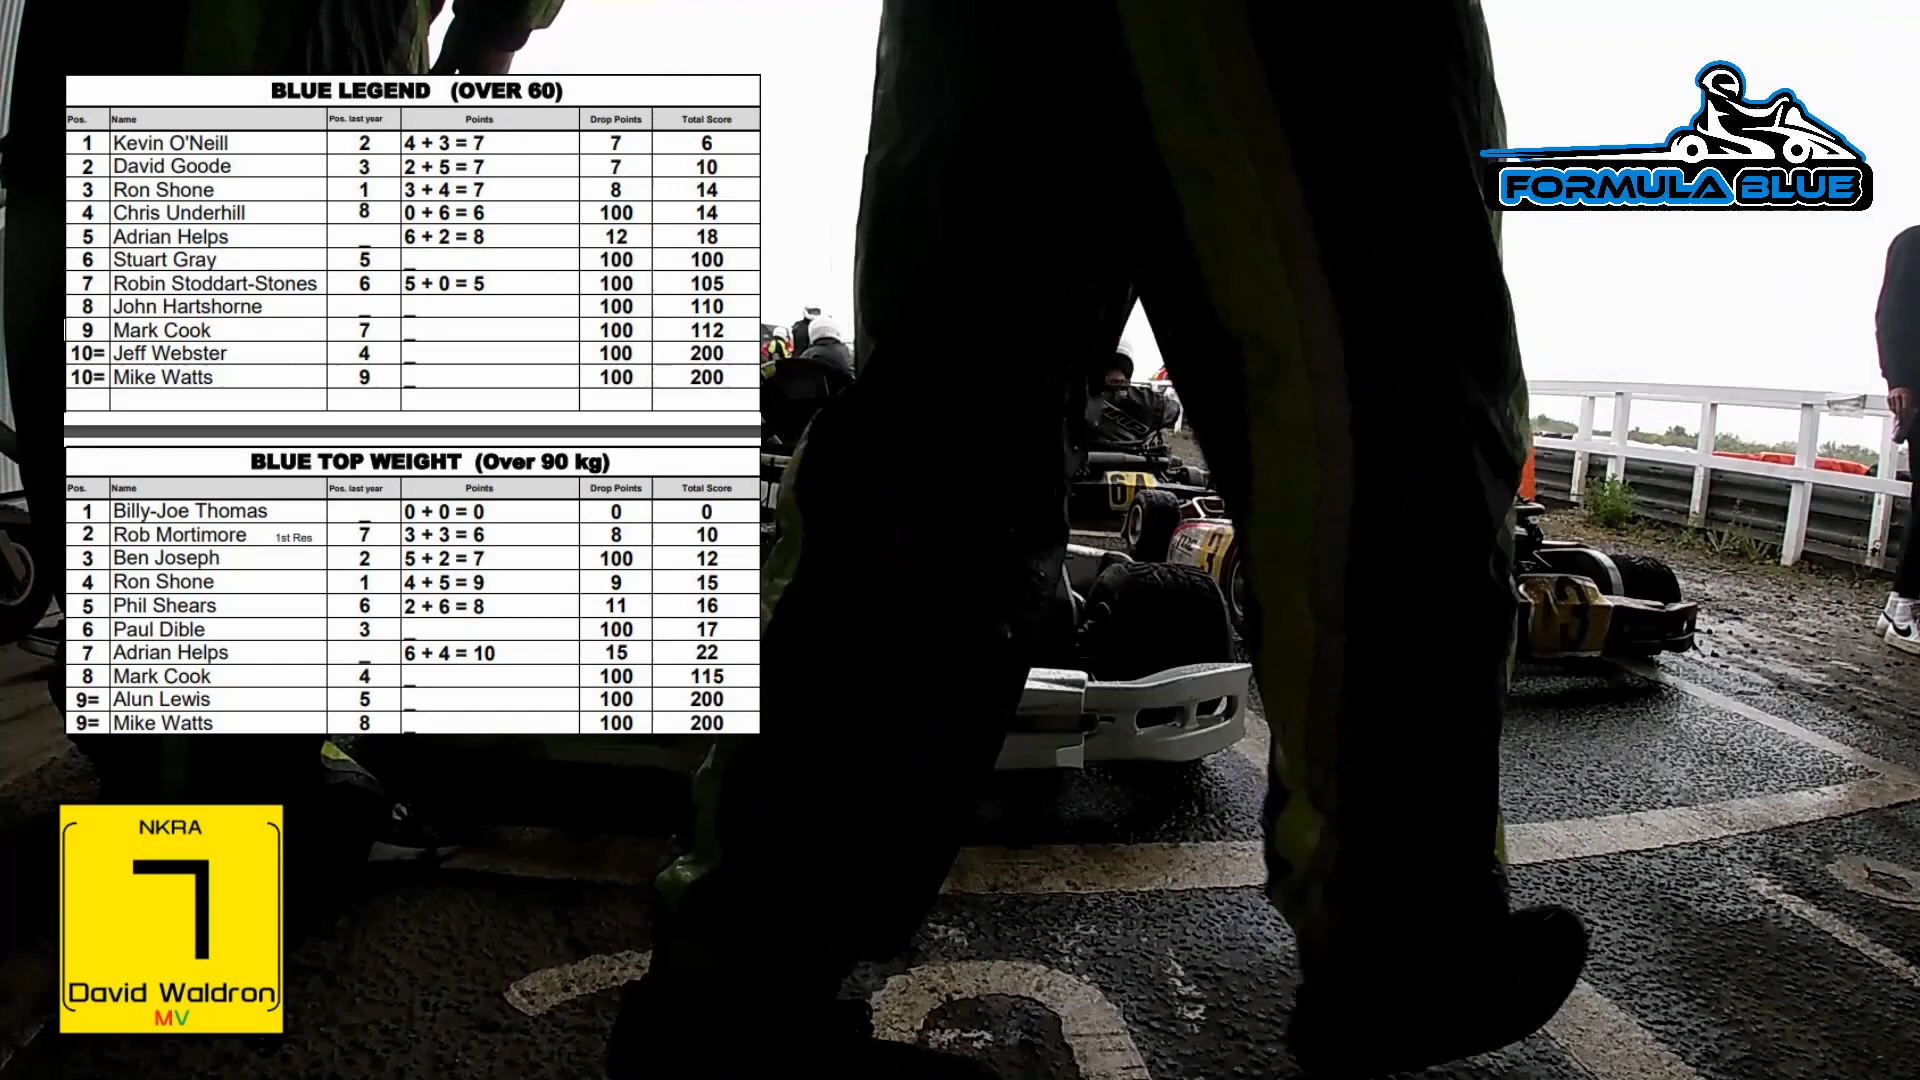 BLUE LEGEND (OVER 60)
Pos. Name Pos. last year Points Drop Points Total Score
1 Kevin O'Neill 2 4 + 3 = 7 7 6
2 David Goode 3 2 + 5 = 7 7 10
3 Ron Shone 1 3 + 4 = 7 8 14
4 Chris Underhill 8 0 + 6 = 6 100 14
5 Adrian Helps _ 6 + 2 = 8 12 18
6 Stuart Gray 5 _ 100 100
7 Robin Stoddart-Stones 6 5 + 0 = 5 100 105
8 John Hartshorne _ _ 100 110
9 Mark Cook 7 _ 100 112
10= Jeff Webster 4 _ 100 200
10= Mike Watts 9 _ 100 200
BLUE TOP WEIGHT (Over 90 kg)
Pos. Name Pos. last year Points Drop Points Total Score
1 Billy-Joe Thomas _ 0 + 0 = 0 0 0
2 Rob Mortimore 1st Res 7 3 + 3 = 6 8 10
3 Ben Joseph 2 5 + 2 = 7 100 12
4 Ron Shone 1 4 + 5 = 9 9 15
5 Phil Shears 6 2 + 6 = 8 11 16
6 Paul Dible 3 _ 100 17
7 Adrian Helps _ 6 + 4 = 10 15 22
8 Mark Cook 4 _ 100 115
9= Alun Lewis 5 _ 100 200
9= Mike Watts 8 _ 100 200
FORMULA BLUE
6A
3
3
NKRA
7
David Waldron
MV